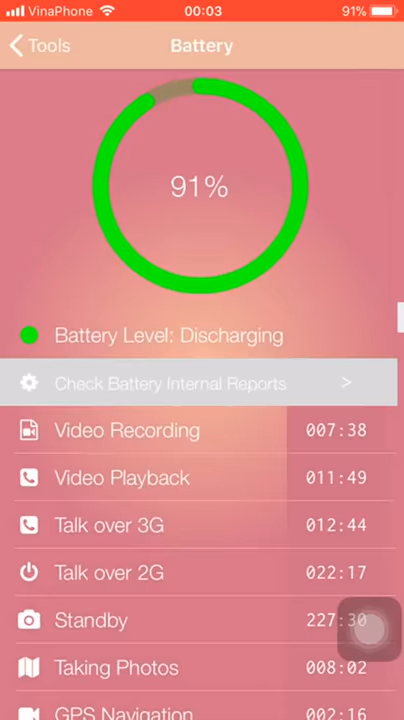 VinaPhone 00:03 91%
Tools Battery
91%
Battery Level: Discharging
Check Battery Internal Reports >
Video Recording 007:38
Video Playback 011:49
Talk over 3G 012:44
Talk over 2G 022:17
Standby 227:30
Taking Photos 008:02
GPS Navigation 002:16